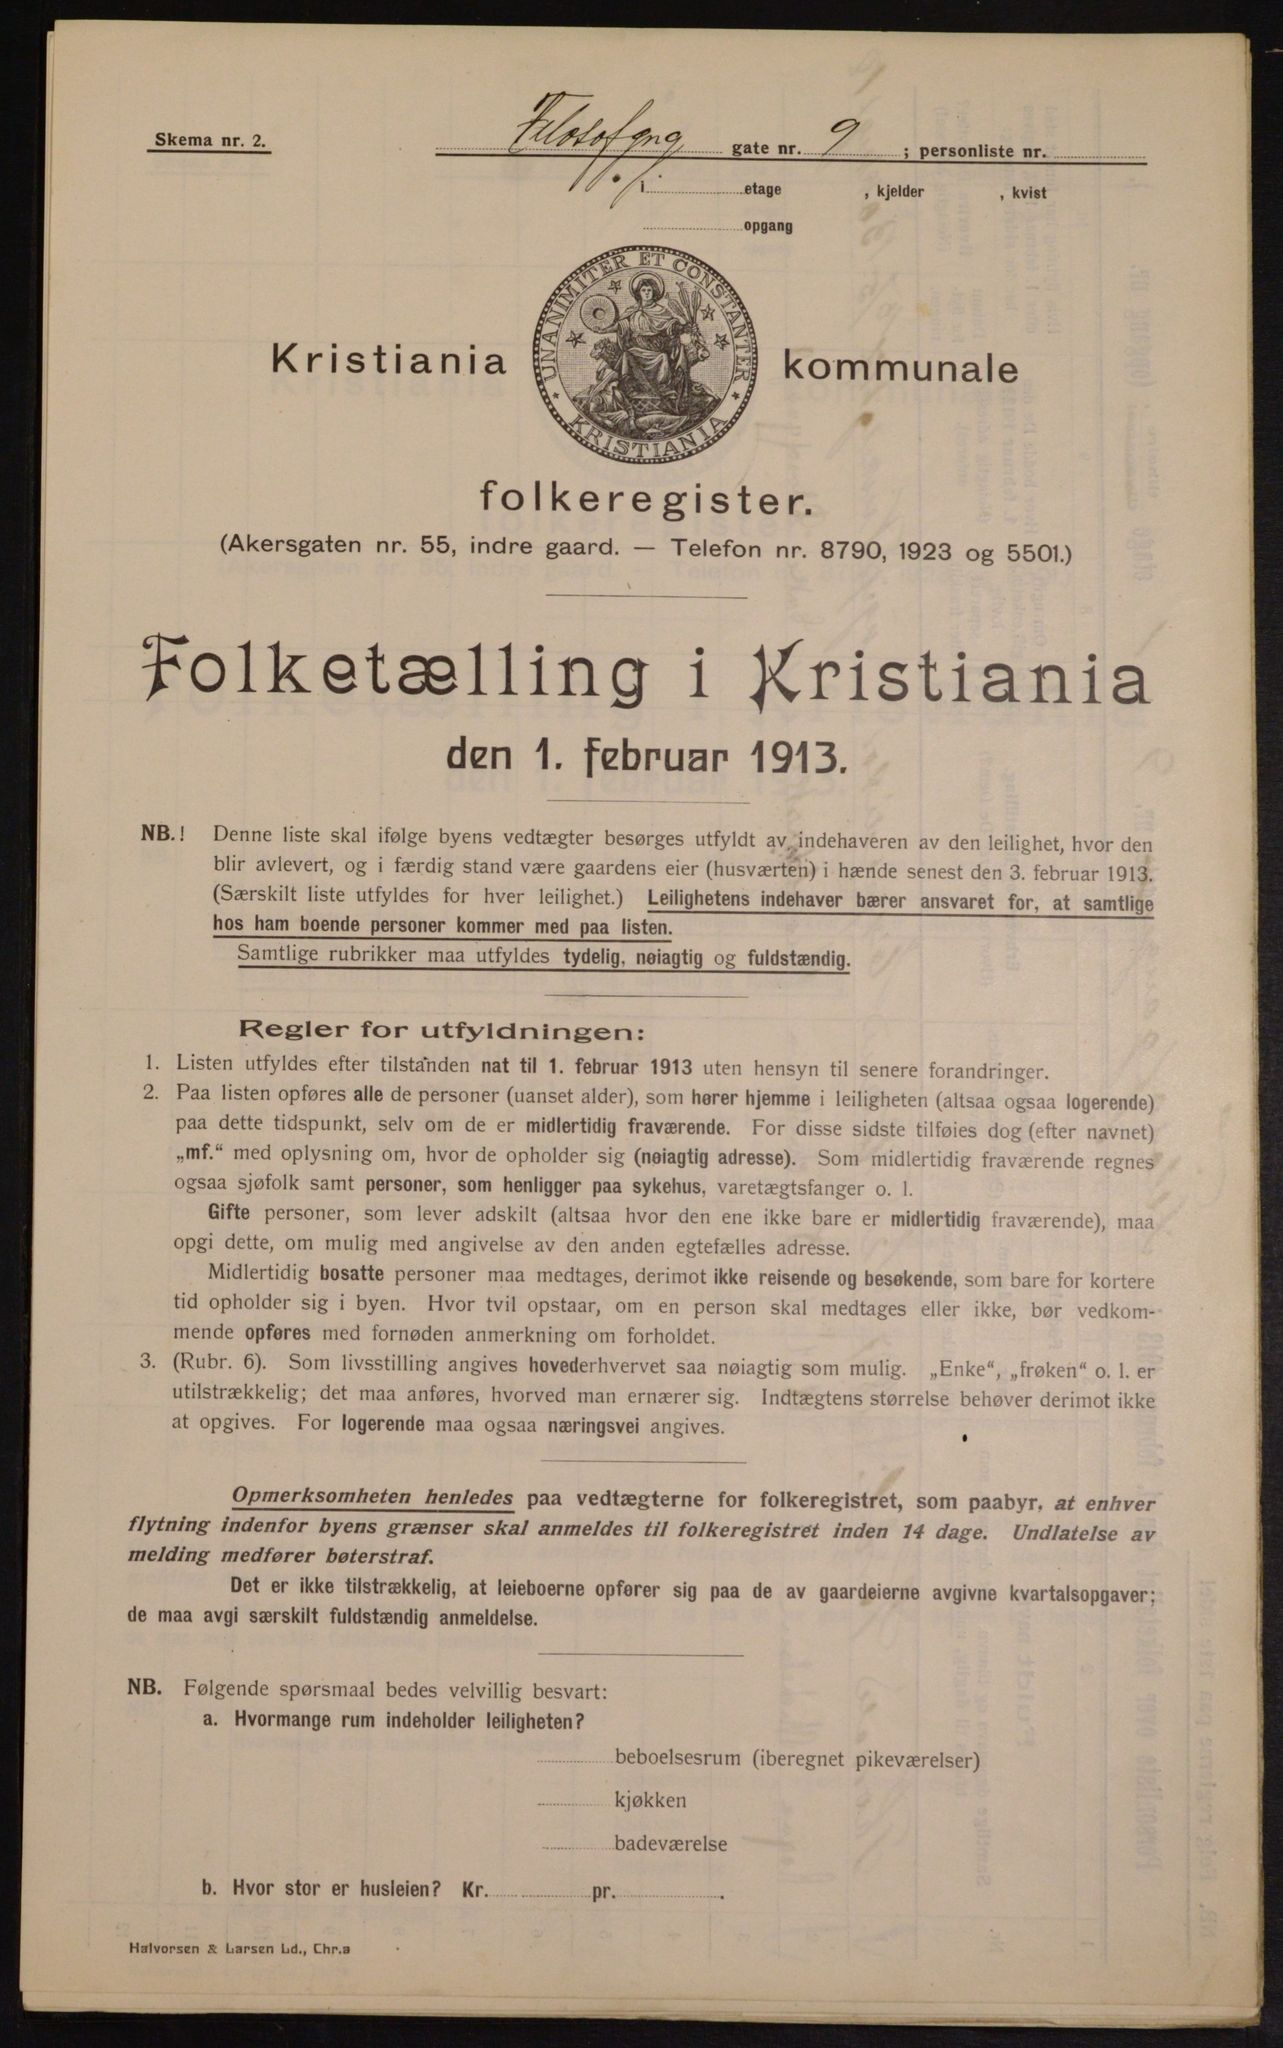 Skema nr. 2.
Filosofgng gate nr. 9 ; personliste nr.
i etage , kjelder , kvist
opgang
UNANIMITER ET CONSTANTER
KRISTIANIA
Kristiania kommunale
folkeregister.
(Akersgaten nr. 55, indre gaard. — Telefon nr. 8790, 1923 og 5501.)
Folketælling i Kristiania
den 1. februar 1913.
NB.! Denne liste skal ifølge byens vedtægter besørges utfyldt av indehaveren av den leilighet, hvor den
blir avlevert, og i færdig stand være gaardens eier (husværten) i hænde senest den 3. februar 1913.
(Særskilt liste utfyldes for hver leilighet.) Leilighetens indehaver bærer ansvaret for, at samtlige
hos ham boende personer kommer med paa listen.
Samtlige rubrikker maa utfyldes tydelig, nøiagtig og fuldstændig.
Regler for utfyldningen:
1. Listen utfyldes efter tilstanden nat til 1. februar 1913 uten hensyn til senere forandringer.
2. Paa listen opføres alle de personer (uanset alder), som hører hjemme i leiligheten (altsaa ogsaa logerende)
paa dette tidspunkt, selv om de er midlertidig fraværende. For disse sidste tilføies dog (efter navnet)
„mf.“ med oplysning om, hvor de opholder sig (nøiagtig adresse). Som midlertidig fraværende regnes
ogsaa sjøfolk samt personer, som henligger paa sykehus, varetægtsfanger o. l.
Gifte personer, som lever adskilt (altsaa hvor den ene ikke bare er midlertidig fraværende), maa
opgi dette, om mulig med angivelse av den anden egtefælles adresse.
Midlertidig bosatte personer maa medtages, derimot ikke reisende og besøkende, som bare for kortere
tid opholder sig i byen. Hvor tvil opstaar, om en person skal medtages eller ikke, bør vedkom-
mende opføres med fornøden anmerkning om forholdet.
3. (Rubr. 6). Som livsstilling angives hovederhvervet saa nøiagtig som mulig. „Enke“, „frøken“ o. l. er
utilstrækkelig; det maa anføres, hvorved man ernærer sig. Indtægtens størrelse behøver derimot ikke
at opgives. For logerende maa ogsaa næringsvei angives.
Opmerksomheten henledes paa vedtægterne for folkeregistret, som paabyr, at enhver
flytning indenfor byens grænser skal anmeldes til folkeregistret inden 14 dage. Undlatelse av
melding medfører bøterstraf.
Det er ikke tilstrækkelig, at leieboerne opfører sig paa de av gaardeierne avgivne kvartalsopgaver;
de maa avgi særskilt fuldstændig anmeldelse.
NB. Følgende spørsmaal bedes velvillig besvart:
a. Hvormange rum indeholder leiligheten?
beboelsesrum (iberegnet pikeværelser)
kjøkken
badeværelse
b. Hvor stor er husleien? Kr. pr. .
Halvorsen & Larsen Ld., Chr.a